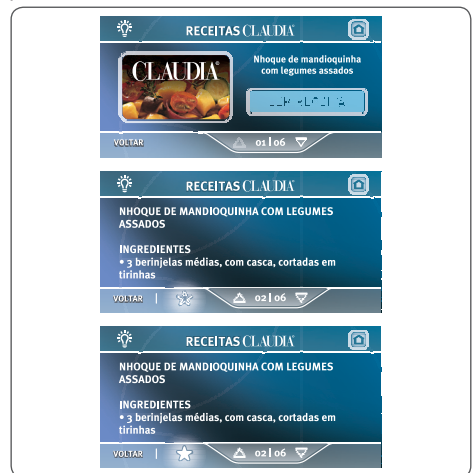 RECEITAS CLAUDIA
CLAUDIA
Nhoque de mandioquinha
com legumes assados
VOLTAR
01 | 06
RECEITAS CLAUDIA
NHOQUE DE MANDIOQUINHA COM LEGUMES
ASSADOS
INGREDIENTES
• 3 berinjelas médias, com casca, cortadas em
tirinhas
VOLTAR |
02 | 06
RECEITAS CLAUDIA
NHOQUE DE MANDIOQUINHA COM LEGUMES
ASSADOS
INGREDIENTES
• 3 berinjelas médias, com casca, cortadas em
tirinhas
VOLTAR |
02 | 06